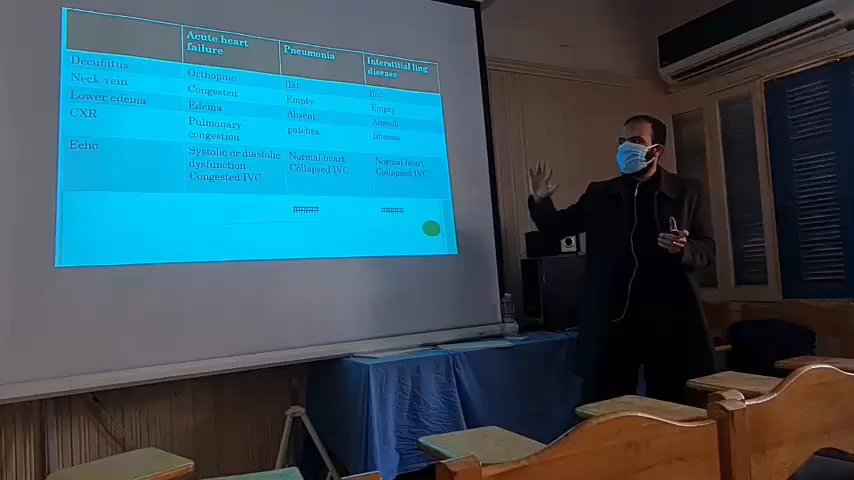 Acute heart failure
Pneumonia
Interstitial ling disease
Decubitus
Orthopnic
flat
flat
Neck vein
Congested
Empty
Empty
Lower edema
Edema
Absent
Absent
CXR
Pulmonary congestion
patches
fibrosis
Echo
Systolic or diastolic dysfunction
Congested IVC
Normal heart
Collapsed IVC
Normal heart
Collapsed IVC
#####
#####